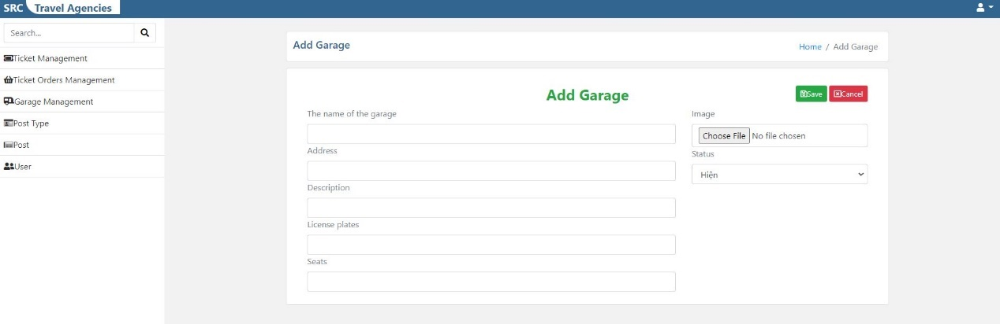 SRC Travel Agencies
Search...
Ticket Management
Ticket Orders Management
Garage Management
Post Type
Post
User
Add Garage
Home / Add Garage
Add Garage
Save Cancel
The name of the garage
Address
Description
License plates
Seats
Image
Choose File No file chosen
Status
Hiện